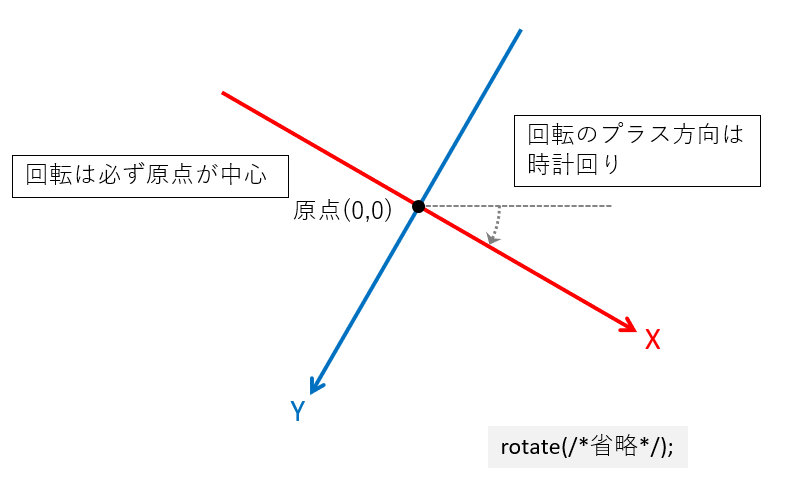 回転のプラス方向は
時計回り
回転は必ず原点が中心
原点(0,0)
X
Y
rotate(/*省略*/);